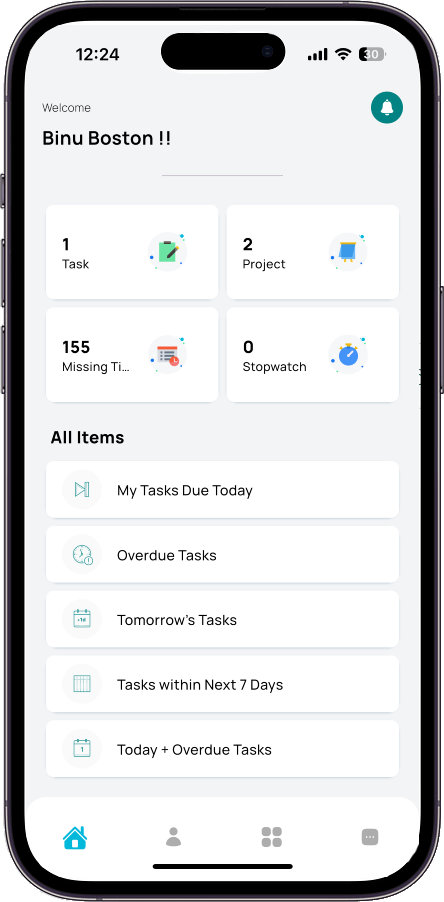 12:24
30
Welcome
Binu Boston !!
1
Task
2
Project
155
Missing Ti...
0
Stopwatch
All Items
My Tasks Due Today
Overdue Tasks
+1d
Tomorrow's Tasks
Tasks within Next 7 Days
1
Today + Overdue Tasks